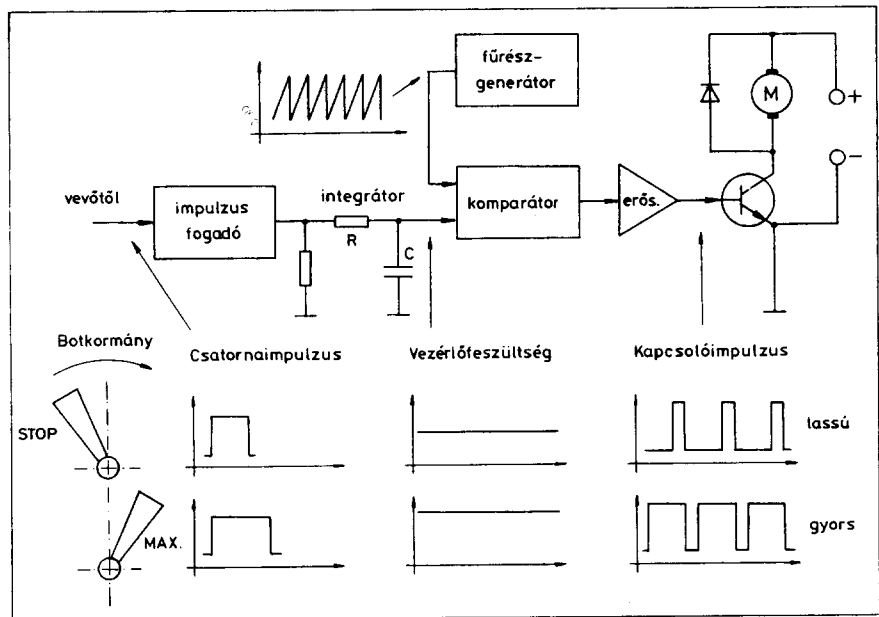 fűrész-
generátor
M
+
−
vevőtől
impulzus
fogadó
integrátor
R
C
komparátor
erős.
Botkormány
Csatornaimpulzus
Vezérlőfeszültség
Kapcsolóimpulzus
STOP
lassú
MAX.
gyors